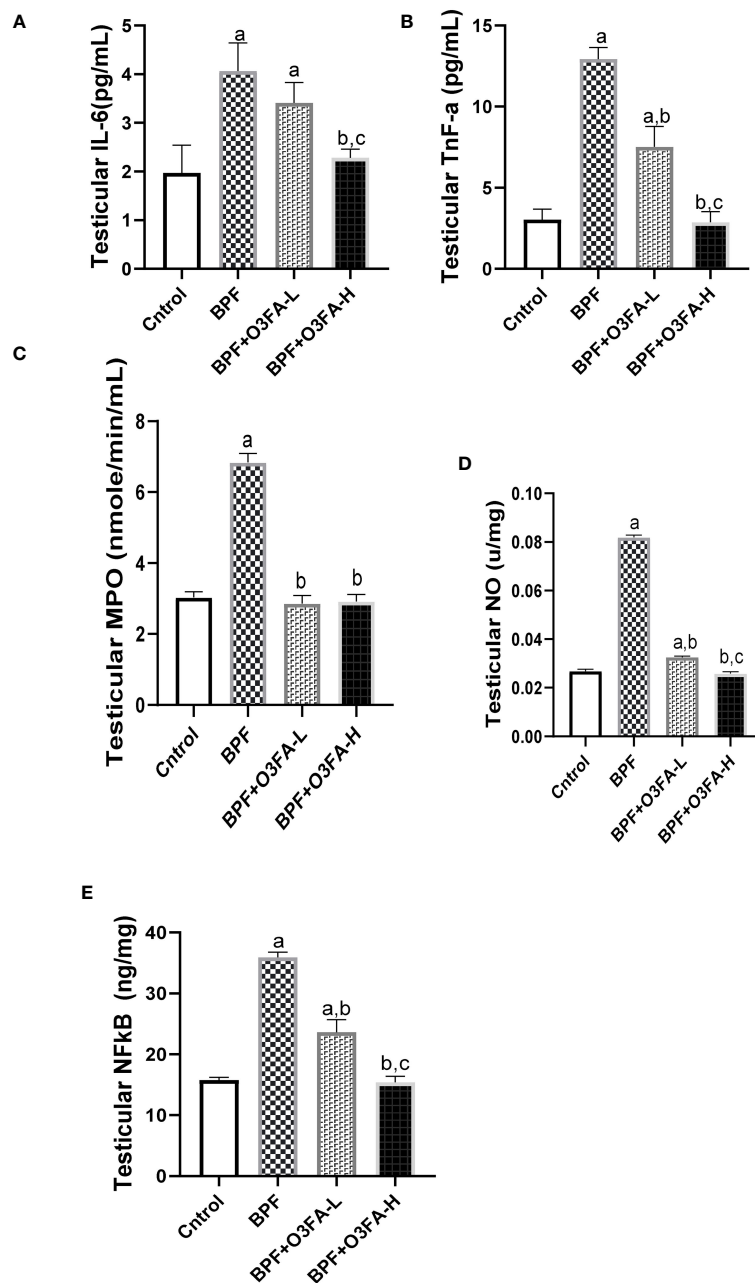 A
Testicular IL-6(pg/mL)
5
4
3
2
1
0
a
a
b,c
Cntrol
BPF
BPF+O3FA-L
BPF+O3FA-H
B
Testicular TnF-a (pg/mL)
15
10
5
0
a
a,b
b,c
Cntrol
BPF
BPF+O3FA-L
BPF+O3FA-H
C
Testicular MPO (nmole/min/mL)
8
6
4
2
0
a
b
b
Cntrol
BPF
BPF+O3FA-L
BPF+O3FA-H
D
Testicular NO (u/mg)
0.10
0.08
0.06
0.04
0.02
0.00
a
a,b
b,c
Cntrol
BPF
BPF+O3FA-L
BPF+O3FA-H
E
Testicular NFkB (ng/mg)
40
30
20
10
0
a
a,b
b,c
Cntrol
BPF
BPF+O3FA-L
BPF+O3FA-H